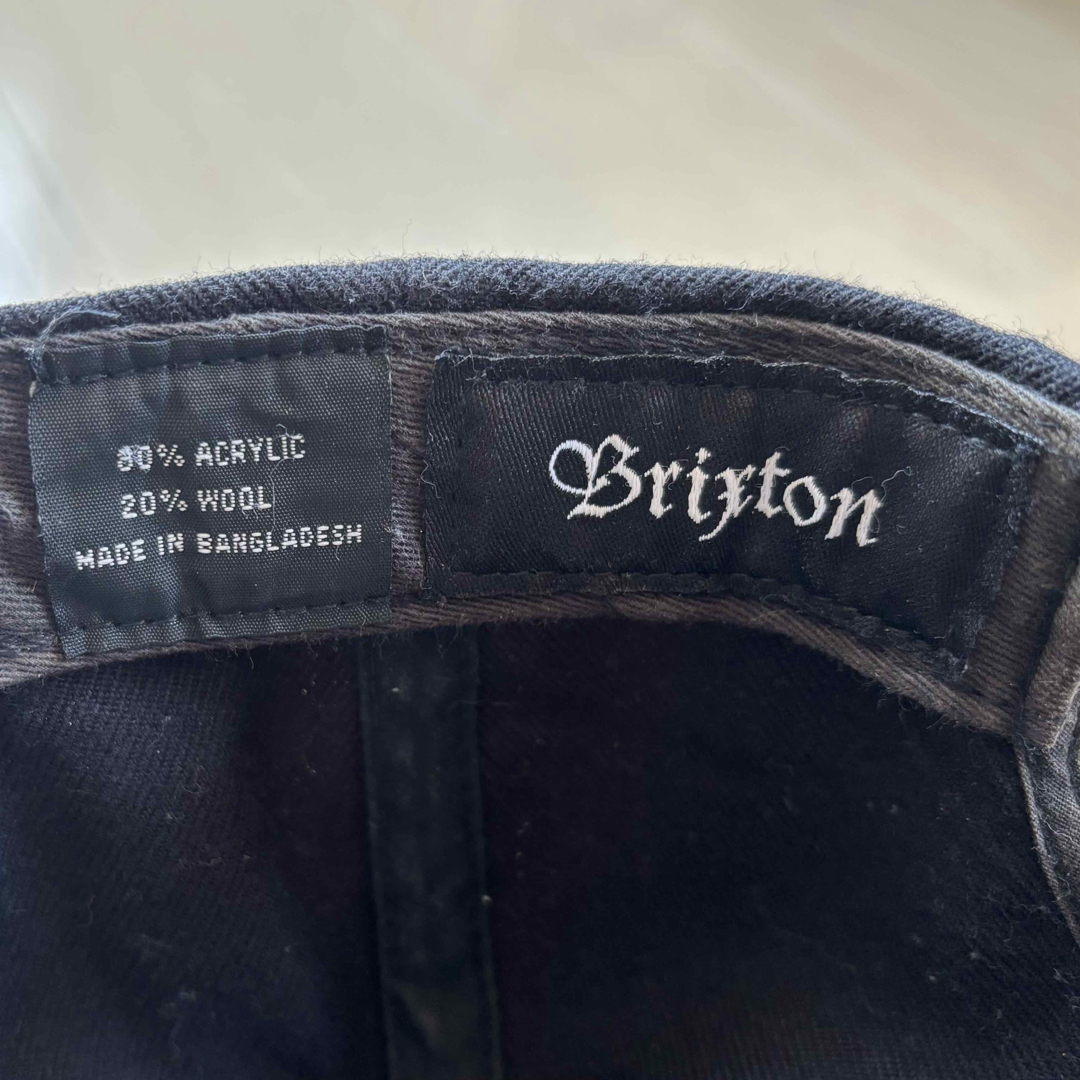 80% ACRYLIC
20% WOOL
MADE IN BANGLADESH
Brixton